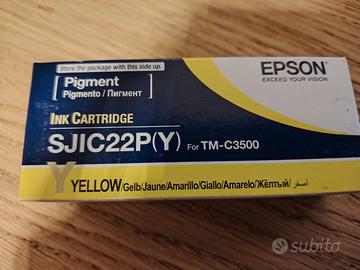 Store the package with this side up.
Pigment
Pigmento / Пигмент
EPSON
EXCEED YOUR VISION
INK CARTRIDGE
SJIC22P(Y) For TM-C3500
Y YELLOW/Gelb/Jaune/Amarillo/Giallo/Amarelo/Жёлтый/أصفر
subito